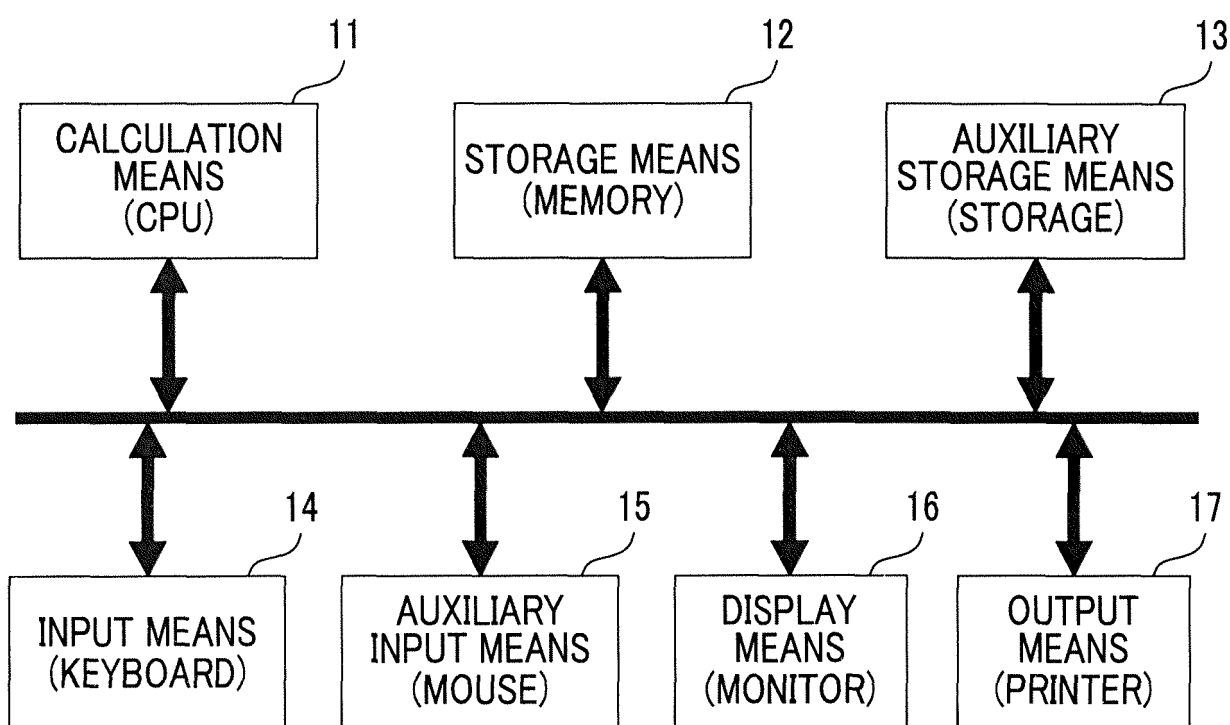 11
12
13
CALCULATION
MEANS
(CPU)
STORAGE MEANS
(MEMORY)
AUXILIARY
STORAGE MEANS
(STORAGE)
14
15
16
17
INPUT MEANS
(KEYBOARD)
AUXILIARY
INPUT MEANS
(MOUSE)
DISPLAY
MEANS
(MONITOR)
OUTPUT
MEANS
(PRINTER)